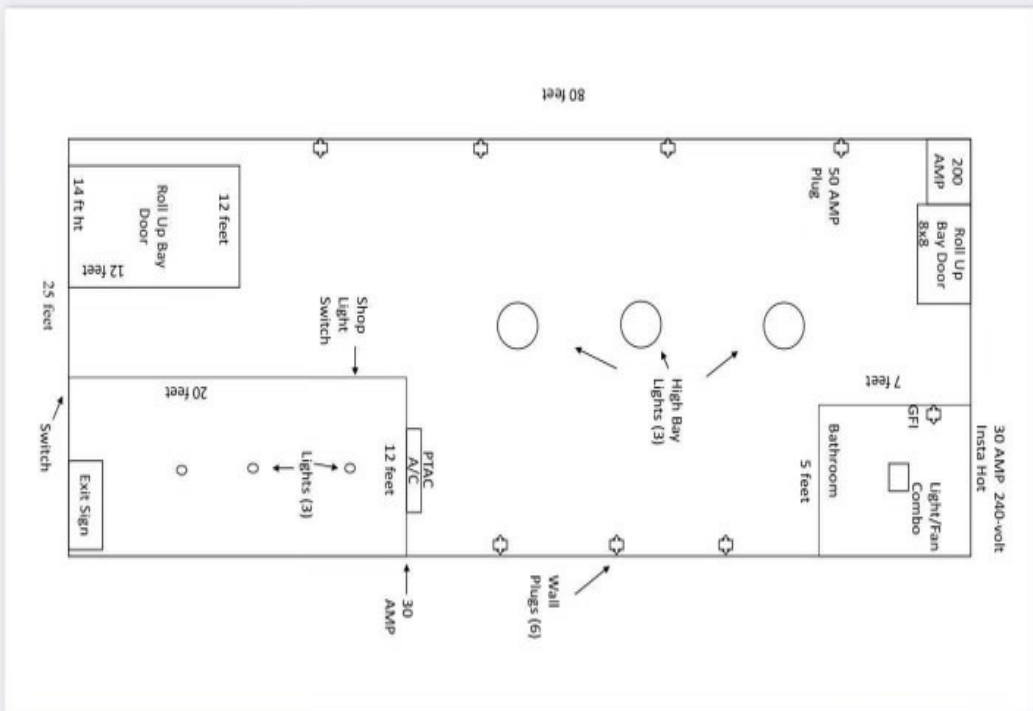 80 feet
200
AMP
Roll Up
Bay Door
8x8
50 AMP
Plug
12 feet
Roll Up Bay
Door
14 ft ht
12 feet
25 feet
Shop
Light
Switch
High Bay
Lights (3)
7 feet
GFI
30 AMP 240-volt
Insta Hot
Bathroom
5 feet
Light/Fan
Combo
20 feet
Switch
Exit Sign
Lights (3)
12 feet
PTAC
A/C
30
AMP
Wall
Plugs (6)